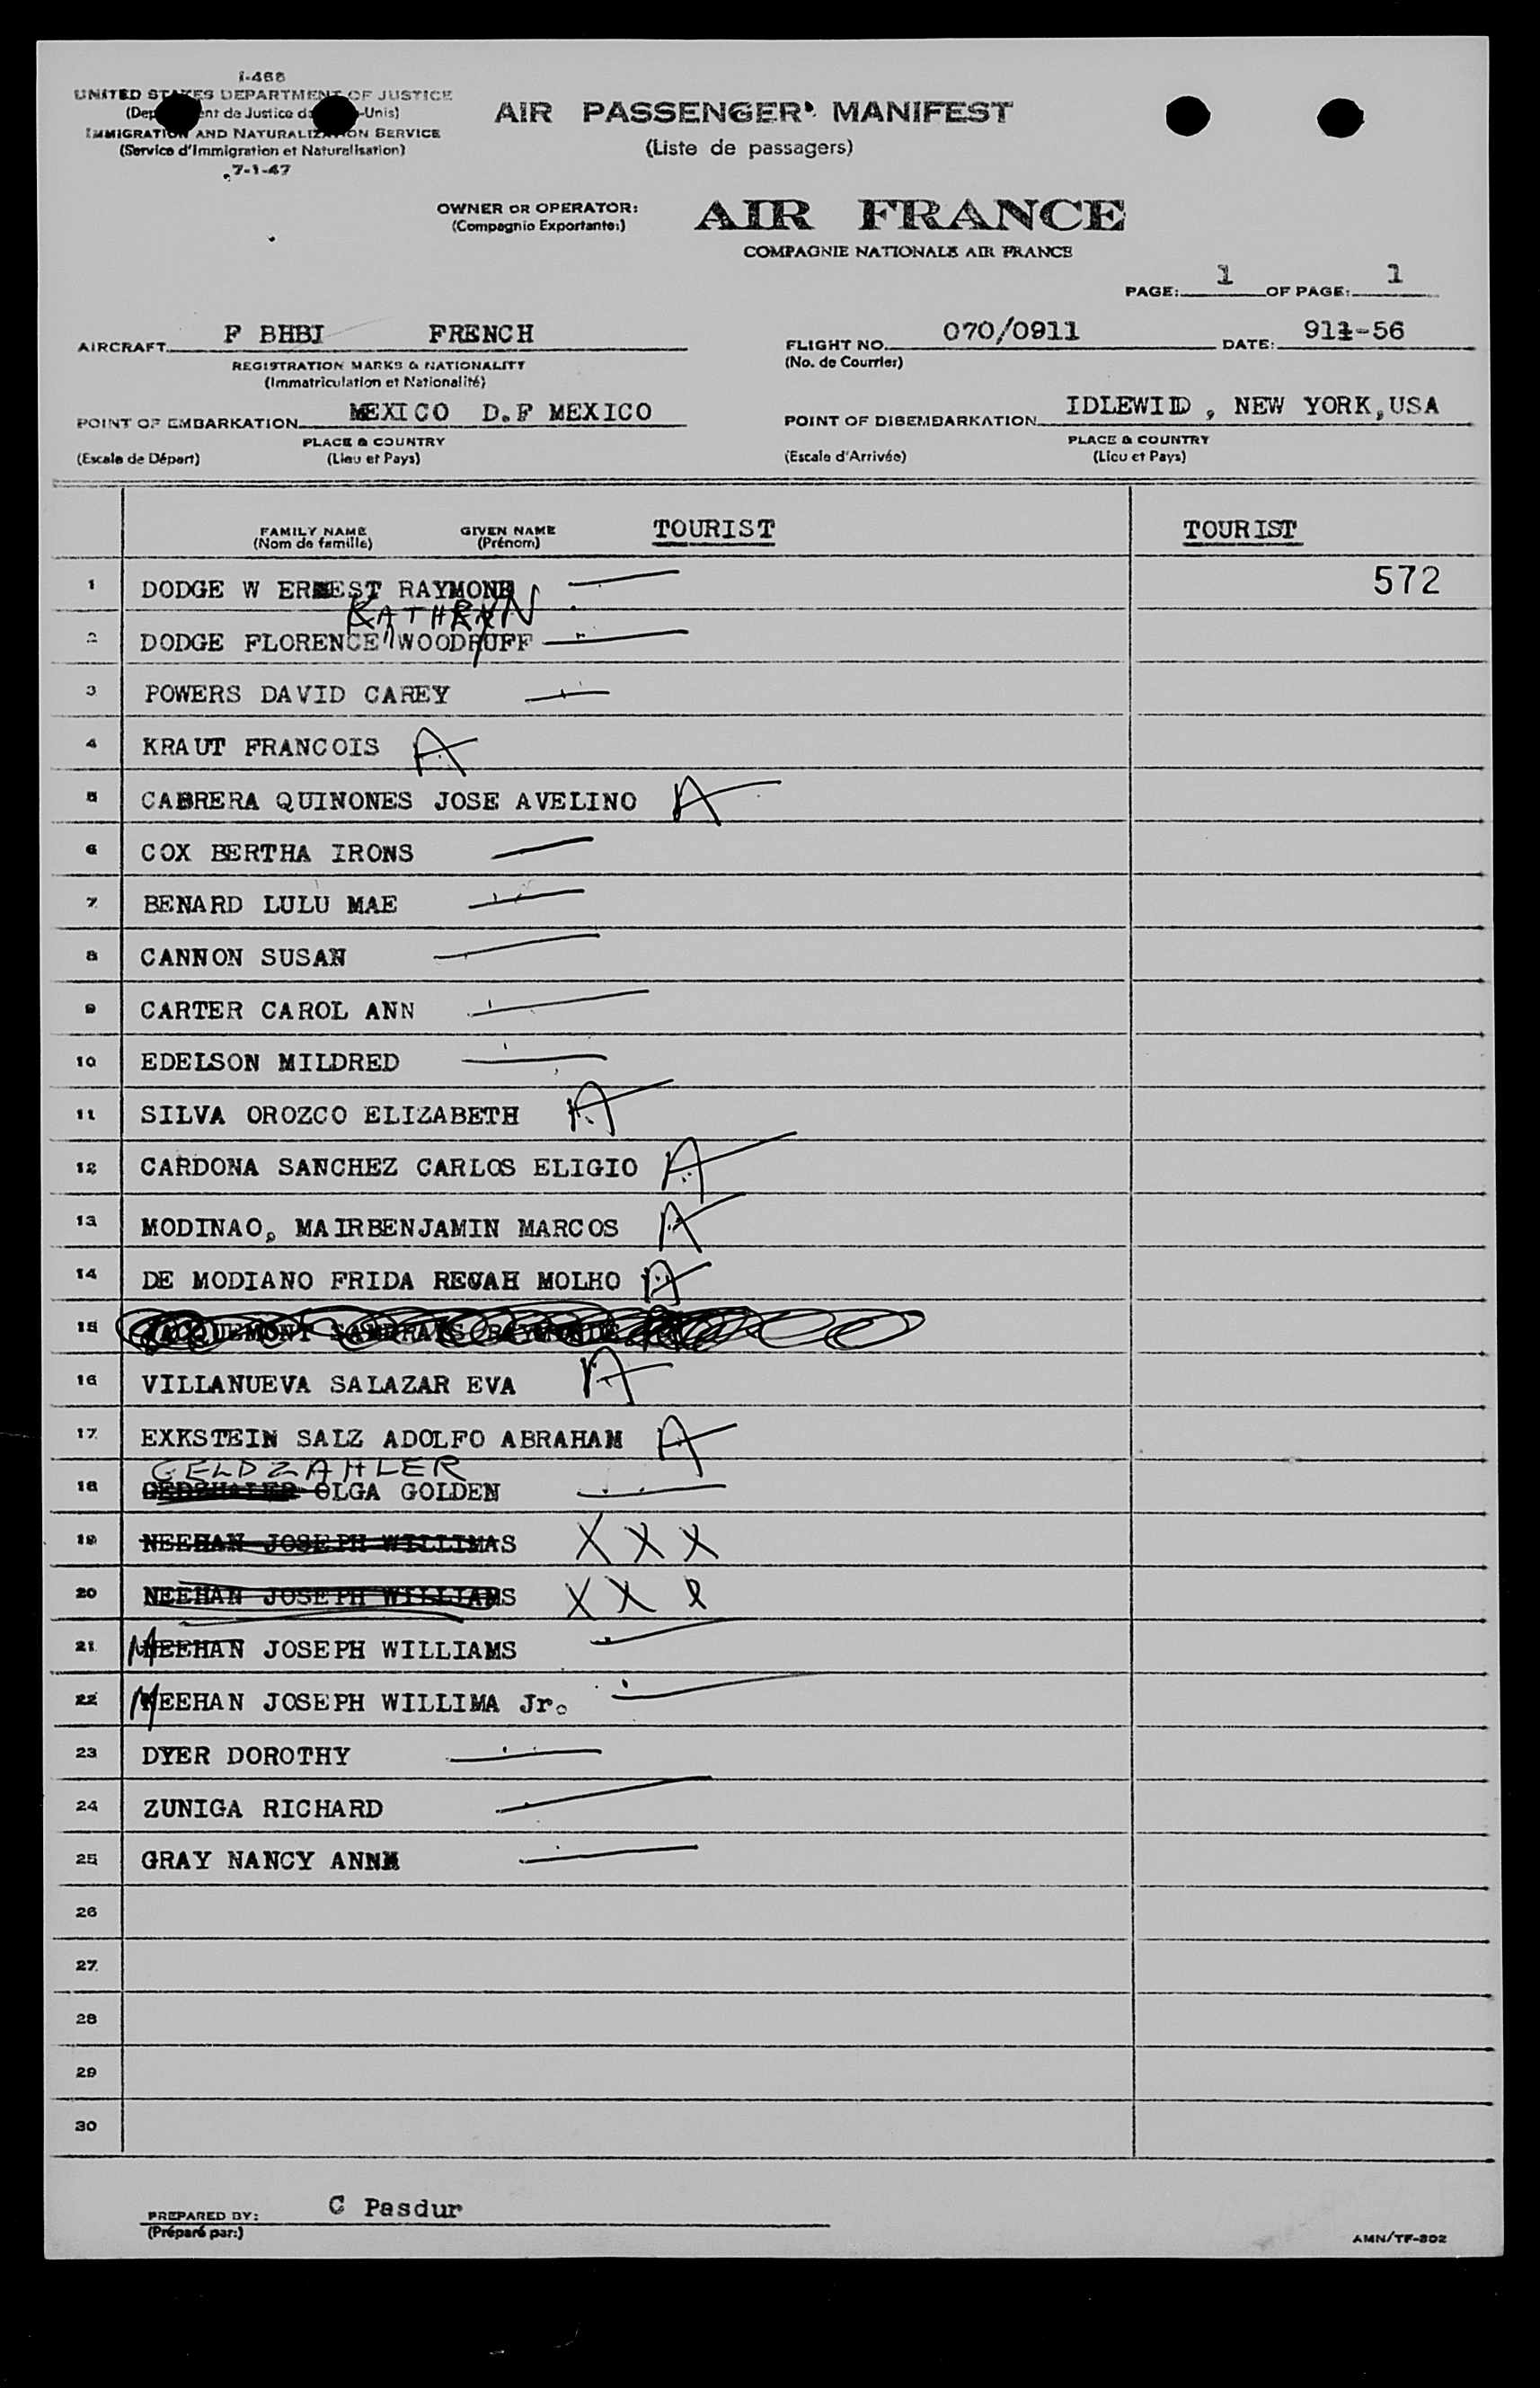 I-466
UNITED STATES DEPARTMENT OF JUSTICE
de Justice -Unis)
IMMIGRATION AND NATURALIZATION SERVICE
(Service d'Immigration et Naturalisation)
7-1-47
AIR PASSENGER MANIFEST
(Liste de passagers)
OWNER OR OPERATOR:
(Compagnie Exportante:)
AIR FRANCE
COMPAGNIE NATIONALE AIR FRANCE
PAGE: 1 OF PAGE: 1
AIRCRAFT F BHBI FRENCH
REGISTRATION MARKS & NATIONALITY
(Immatriculation et Nationalité)
FLIGHT NO. 070/0911 DATE: 911-56
(No. de Courrier)
POINT OF EMBARKATION MEXICO D.F MEXICO
PLACE & COUNTRY
(Escale de Départ) (Lieu et Pays)
POINT OF DISEMBARKATION IDLEWILD , NEW YORK,USA
PLACE & COUNTRY
(Escale d'Arrivée) (Lieu et Pays)
FAMILY NAME GIVEN NAME TOURIST TOURIST
(Nom de famille) (Prénom)
1 DODGE W ERNEST RAYMOND 572
KATHRYN
2 DODGE FLORENCE WOODRUFF
3 POWERS DAVID CAREY
4 KRAUT FRANCOIS A
5 CABRERA QUINONES JOSE AVELINO A
6 COX BERTHA IRONS
7 BENARD LULU MAE
8 CANNON SUSAN
9 CARTER CAROL ANN
10 EDELSON MILDRED
11 SILVA OROZCO ELIZABETH A
12 CARDONA SANCHEZ CARLOS ELIGIO A
13 MODINAO, MAIRBENJAMIN MARCOS A
14 DE MODIANO FRIDA REVAH MOLHO A
15
16 VILLANUEVA SALAZAR EVA A
17 EXKSTEIN SALZ ADOLFO ABRAHAM A
GELDZAHLER
18 OLGA GOLDEN
19 NEEHAN JOSEPH WILLIMAS X X X
20 NEEHAN JOSEPH WILLIAMS X X X
21 MEEHAN JOSEPH WILLIAMS
22 MEEHAN JOSEPH WILLIMA Jr.
23 DYER DOROTHY
24 ZUNIGA RICHARD
25 GRAY NANCY ANN
26
27
28
29
30
PREPARED BY: C Pasdur
(Préparé par:)
AMN/TF-302